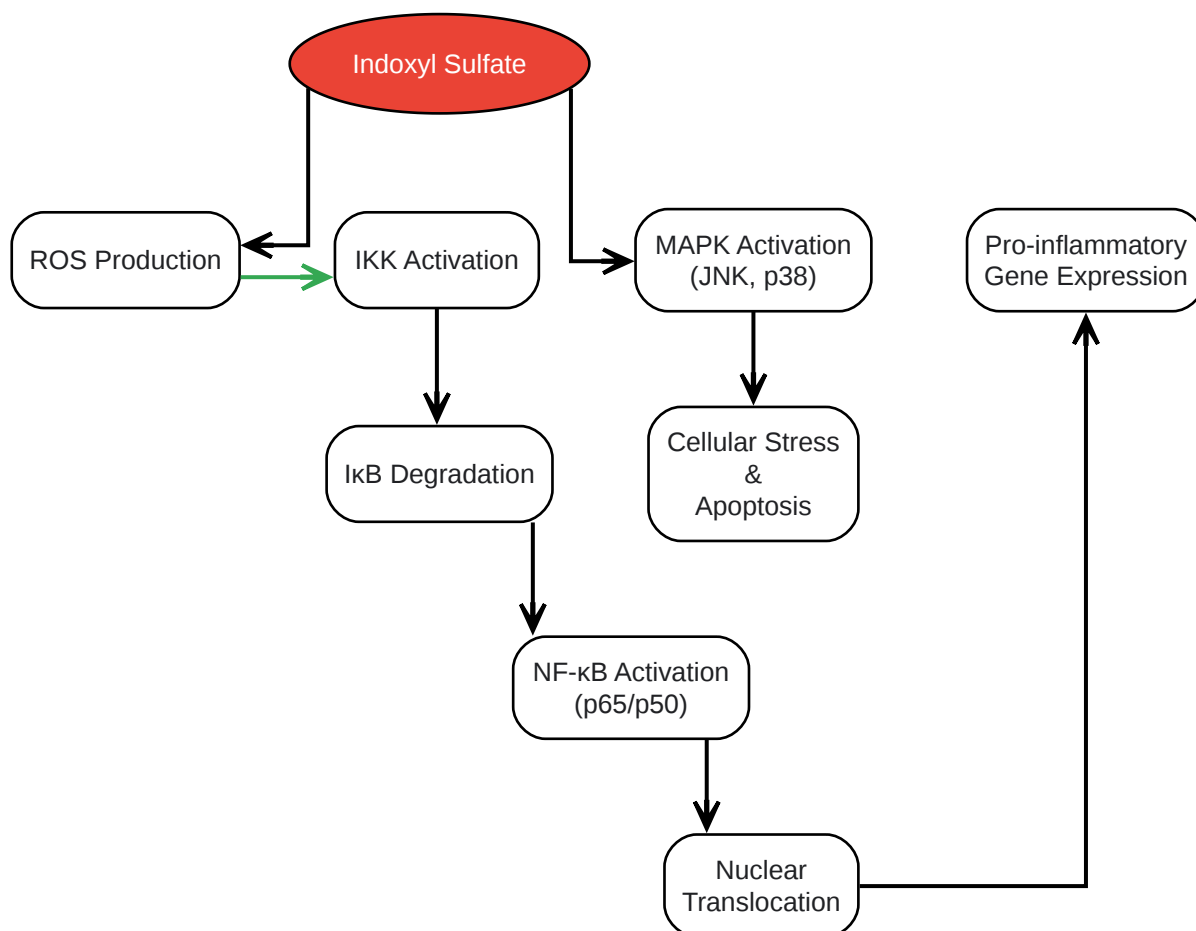 Indoxyl Sulfate
ROS Production
IKK Activation
MAPK Activation
(JNK, p38)
Pro-inflammatory
Gene Expression
IκB Degradation
Cellular Stress
&
Apoptosis
NF-κB Activation
(p65/p50)
Nuclear
Translocation